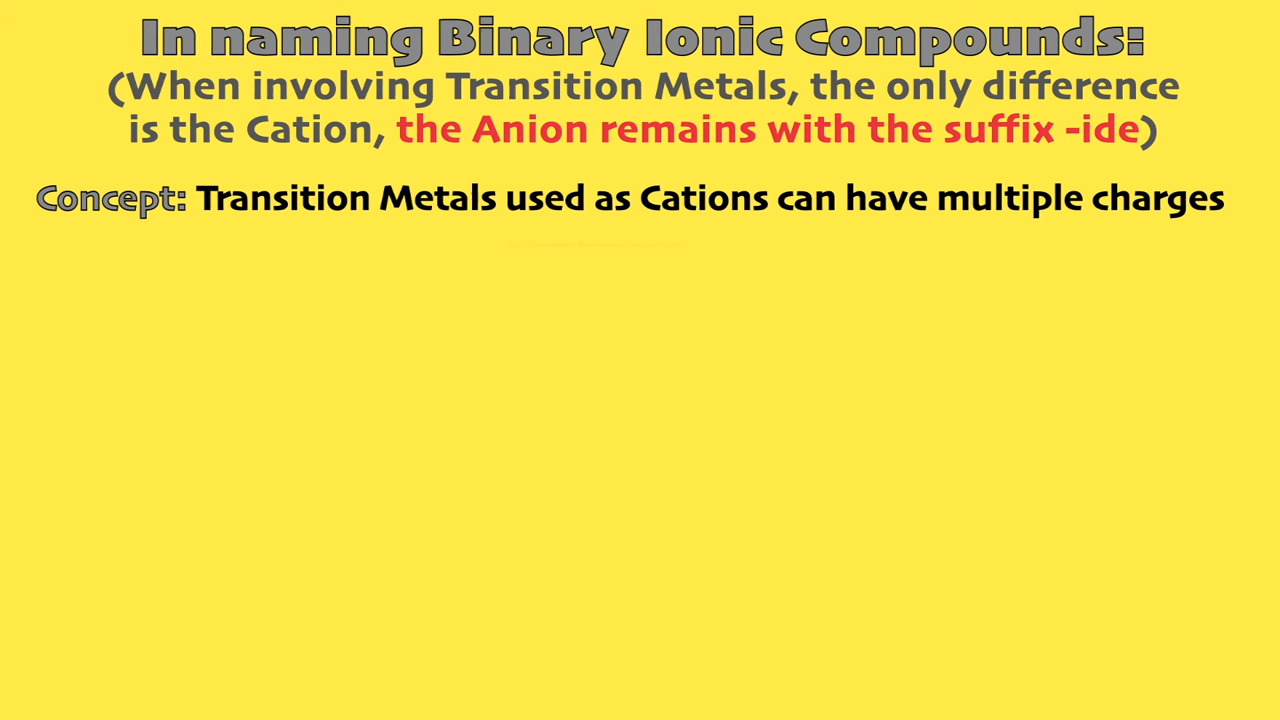 In naming Binary Ionic Compounds:
(When involving Transition Metals, the only difference
is the Cation, the Anion remains with the suffix -ide)
Concept: Transition Metals used as Cations can have multiple charges